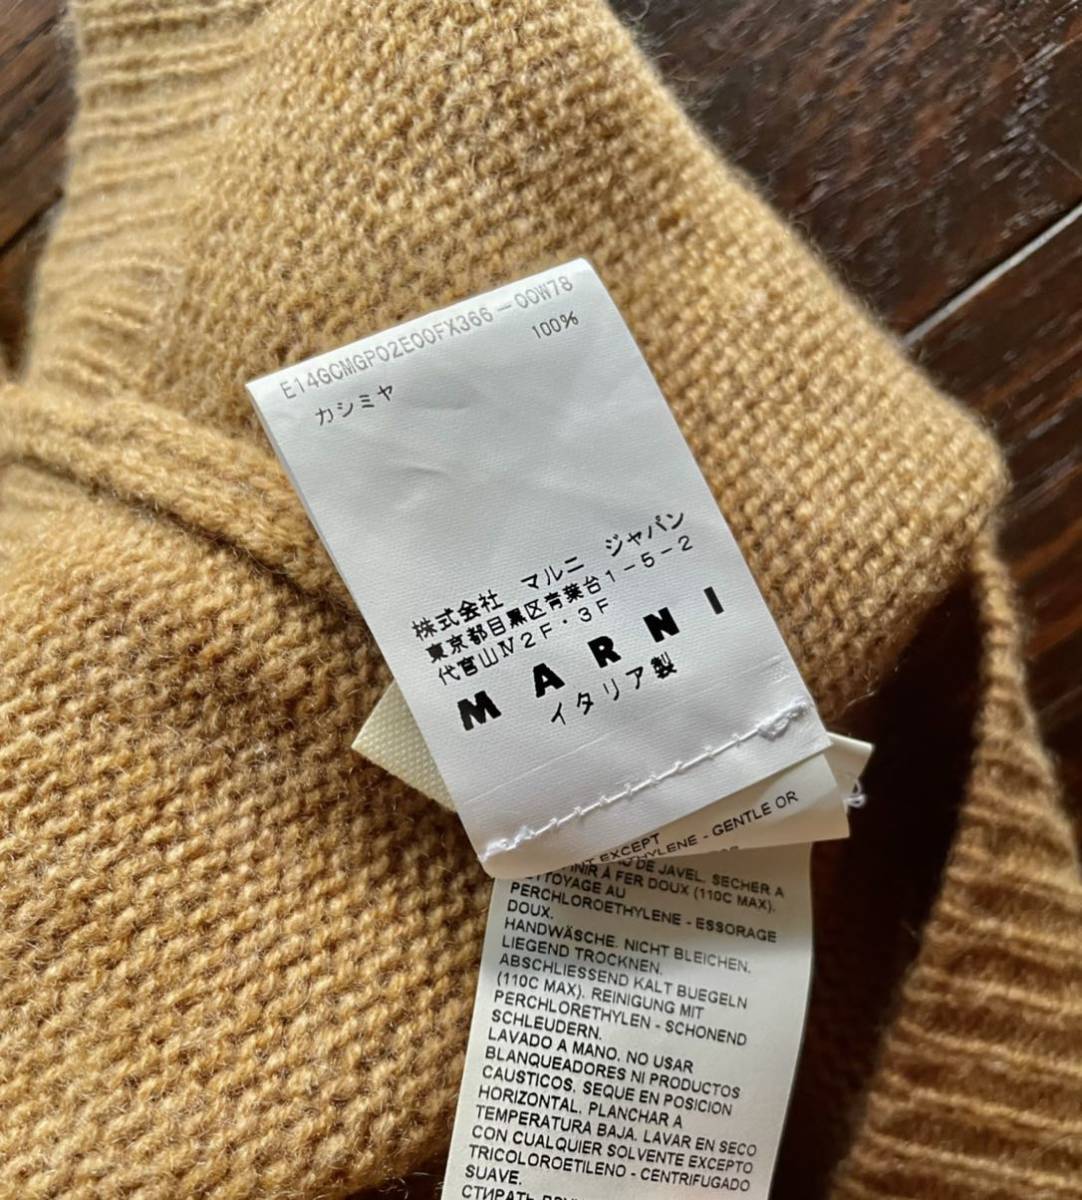 E14GCMGP02E00FX366-00W78
カシミヤ 100%
株式会社 マルニ ジャパン
東京都目黒区青葉台1-5-2
代官山Ⅳ2F・3F
MARNI
イタリア製
EXCEPT
- GENTLE OR
DE JAVEL. SECHER A
À FER DOUX (110C MAX).
AU
PERCHLOROETHYLENE - ESSORAGE
DOUX.
HANDWÄSCHE. NICHT BLEICHEN.
LIEGEND TROCKNEN.
ABSCHLIESSEND KALT BUEGELN
(110C MAX). REINIGUNG MIT
PERCHLORETHYLEN - SCHONEND
SCHLEUDERN.
LAVADO A MANO. NO USAR
BLANQUEADORES NI PRODUCTOS
CAUSTICOS. SEQUE EN POSICION
HORIZONTAL. PLANCHAR A
TEMPERATURA BAJA. LAVAR EN SECO
CON CUALQUIER SOLVENTE EXCEPTO
TRICOLOROETILENO - CENTRIFUGADO
SUAVE.
СТИРАТЬ